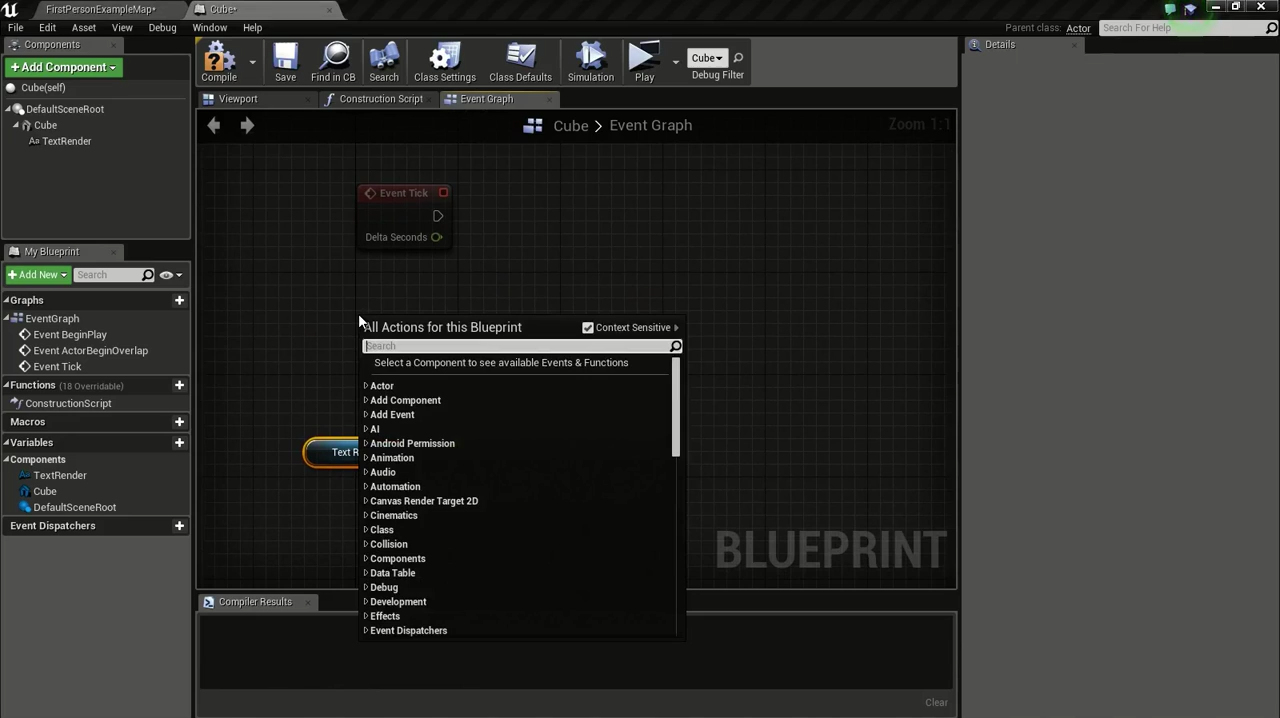 FirstPersonExampleMap*
Cube*
File Edit Asset View Debug Window Help
Parent class: Actor
Search For Help
Components
+ Add Component
Cube(self)
DefaultSceneRoot
Cube
TextRender
Compile
Save
Find in CB
Search
Class Settings
Class Defaults
Simulation
Play
Cube
Debug Filter
Details
Viewport
Construction Script
Event Graph
Cube > Event Graph
Zoom 1:1
Event Tick
Delta Seconds
My Blueprint
+ Add New
Search
Graphs
EventGraph
Event BeginPlay
Event ActorBeginOverlap
Event Tick
Functions (18 Overridable)
ConstructionScript
Macros
Variables
Components
TextRender
Cube
DefaultSceneRoot
Event Dispatchers
Text R
All Actions for this Blueprint
Context Sensitive
Search
Select a Component to see available Events & Functions
Actor
Add Component
Add Event
AI
Android Permission
Animation
Audio
Automation
Canvas Render Target 2D
Cinematics
Class
Collision
Components
Data Table
Debug
Development
Effects
Event Dispatchers
BLUEPRINT
Compiler Results
Clear